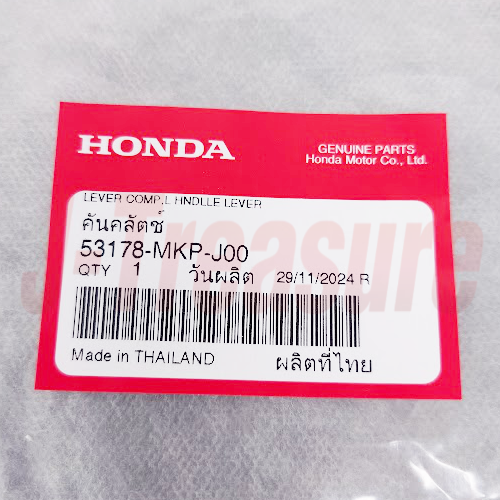 HONDA
GENUINE PARTS
Honda Motor Co., Ltd.
LEVER COMP,L HNDLLE LEVER
คันคลัตช์
53178-MKP-J00
QTY 1 วันผลิต 29/11/2024 R
Made in THAILAND ผลิตที่ไทย
Treasure